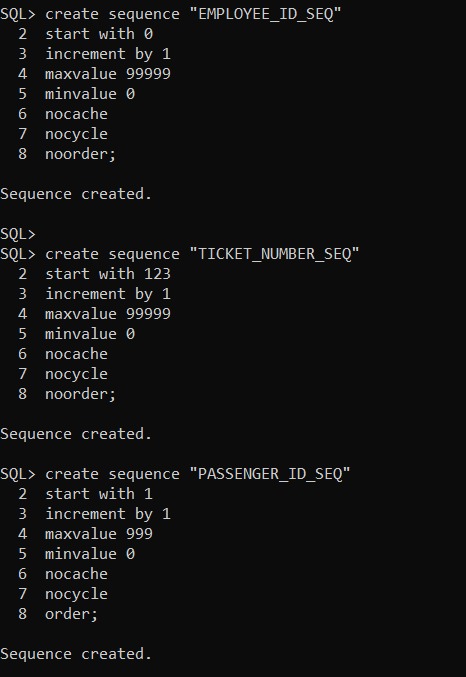 SQL> create sequence "EMPLOYEE_ID_SEQ"
  2  start with 0
  3  increment by 1
  4  maxvalue 99999
  5  minvalue 0
  6  nocache
  7  nocycle
  8  noorder;
Sequence created.
SQL>
SQL> create sequence "TICKET_NUMBER_SEQ"
  2  start with 123
  3  increment by 1
  4  maxvalue 99999
  5  minvalue 0
  6  nocache
  7  nocycle
  8  noorder;
Sequence created.
SQL> create sequence "PASSENGER_ID_SEQ"
  2  start with 1
  3  increment by 1
  4  maxvalue 999
  5  minvalue 0
  6  nocache
  7  nocycle
  8  order;
Sequence created.